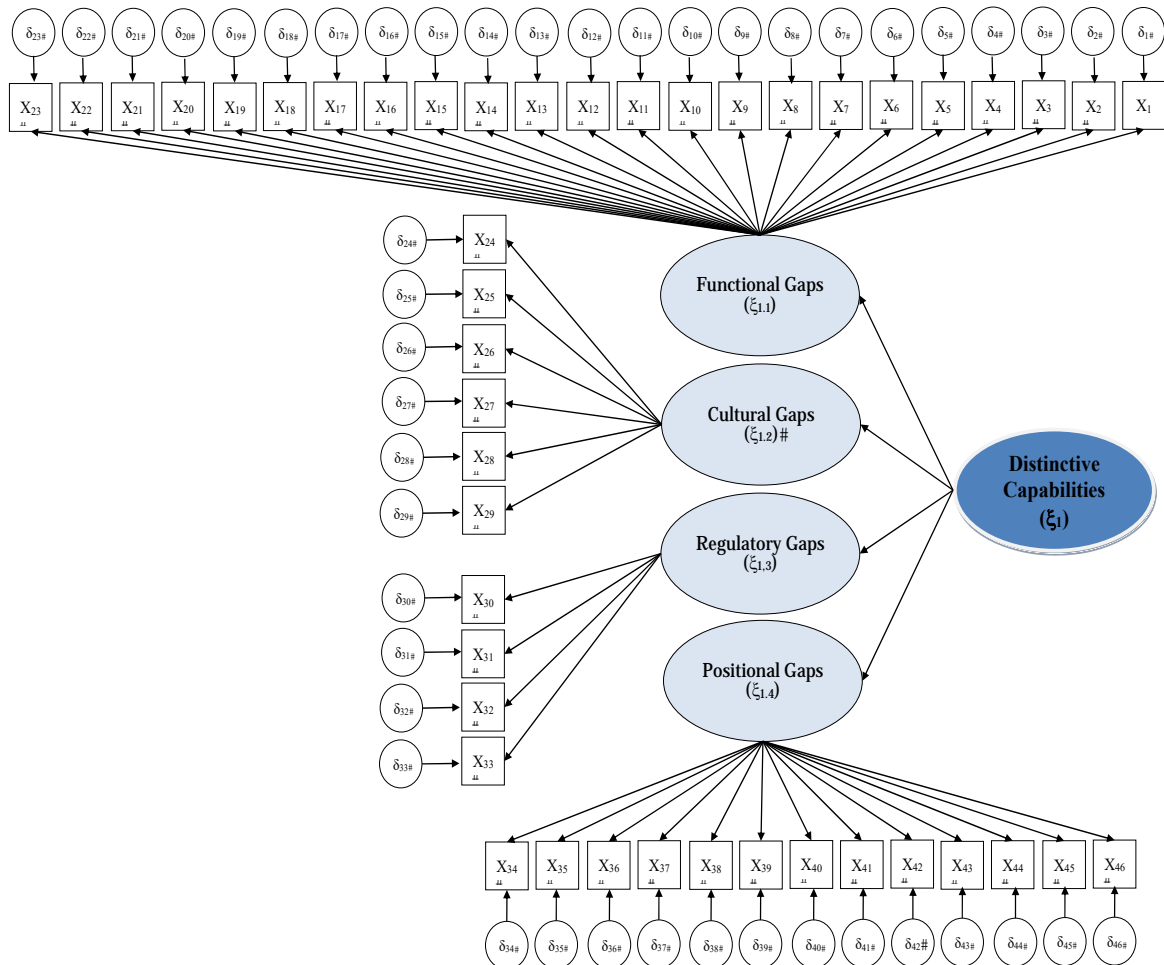 δ23# δ22# δ21# δ20# δ19# δ18# δ17# δ16# δ15# δ14# δ13# δ12# δ11# δ10# δ9# δ8# δ7# δ6# δ5# δ4# δ3# δ2# δ1#
X23 X22 X21 X20 X19 X18 X17 X16 X15 X14 X13 X12 X11 X10 X9 X8 X7 X6 X5 X4 X3 X2 X1
δ24# X24
δ25# X25
δ26# X26
δ27# X27
δ28# X28
δ29# X29
Functional Gaps
(ξ1.1)
Cultural Gaps
(ξ1.2)#
Regulatory Gaps
(ξ1,3)
Positional Gaps
(ξ1.4)
Distinctive
Capabilities
(ξ1)
δ30# X30
δ31# X31
δ32# X32
δ33# X33
X34 X35 X36 X37 X38 X39 X40 X41 X42 X43 X44 X45 X46
δ34# δ35# δ36# δ37# δ38# δ39# δ40# δ41# δ42# δ43# δ44# δ45# δ46#